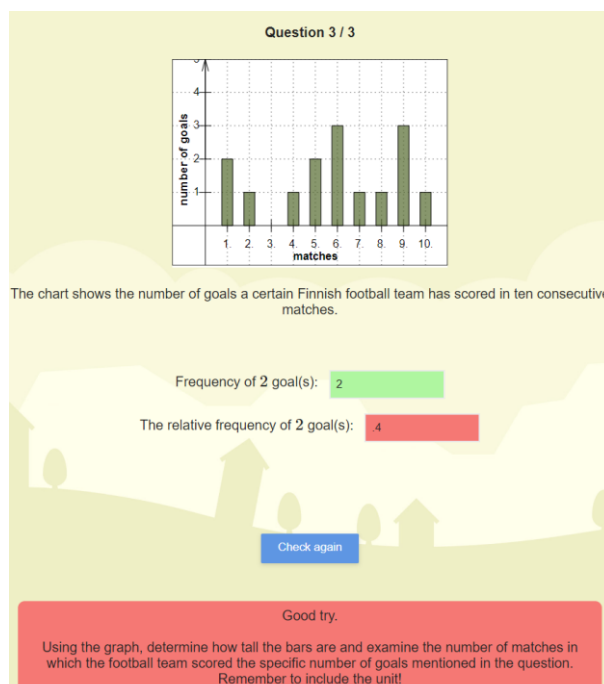 Question 3 / 3
5
4
3
2
1
number of goals
1. 2. 3. 4. 5. 6. 7. 8. 9. 10.
matches
The chart shows the number of goals a certain Finnish football team has scored in ten consecutive
matches.
Frequency of 2 goal(s): 2
The relative frequency of 2 goal(s): .4
Check again
Good try.
Using the graph, determine how tall the bars are and examine the number of matches in
which the football team scored the specific number of goals mentioned in the question.
Remember to include the unit!